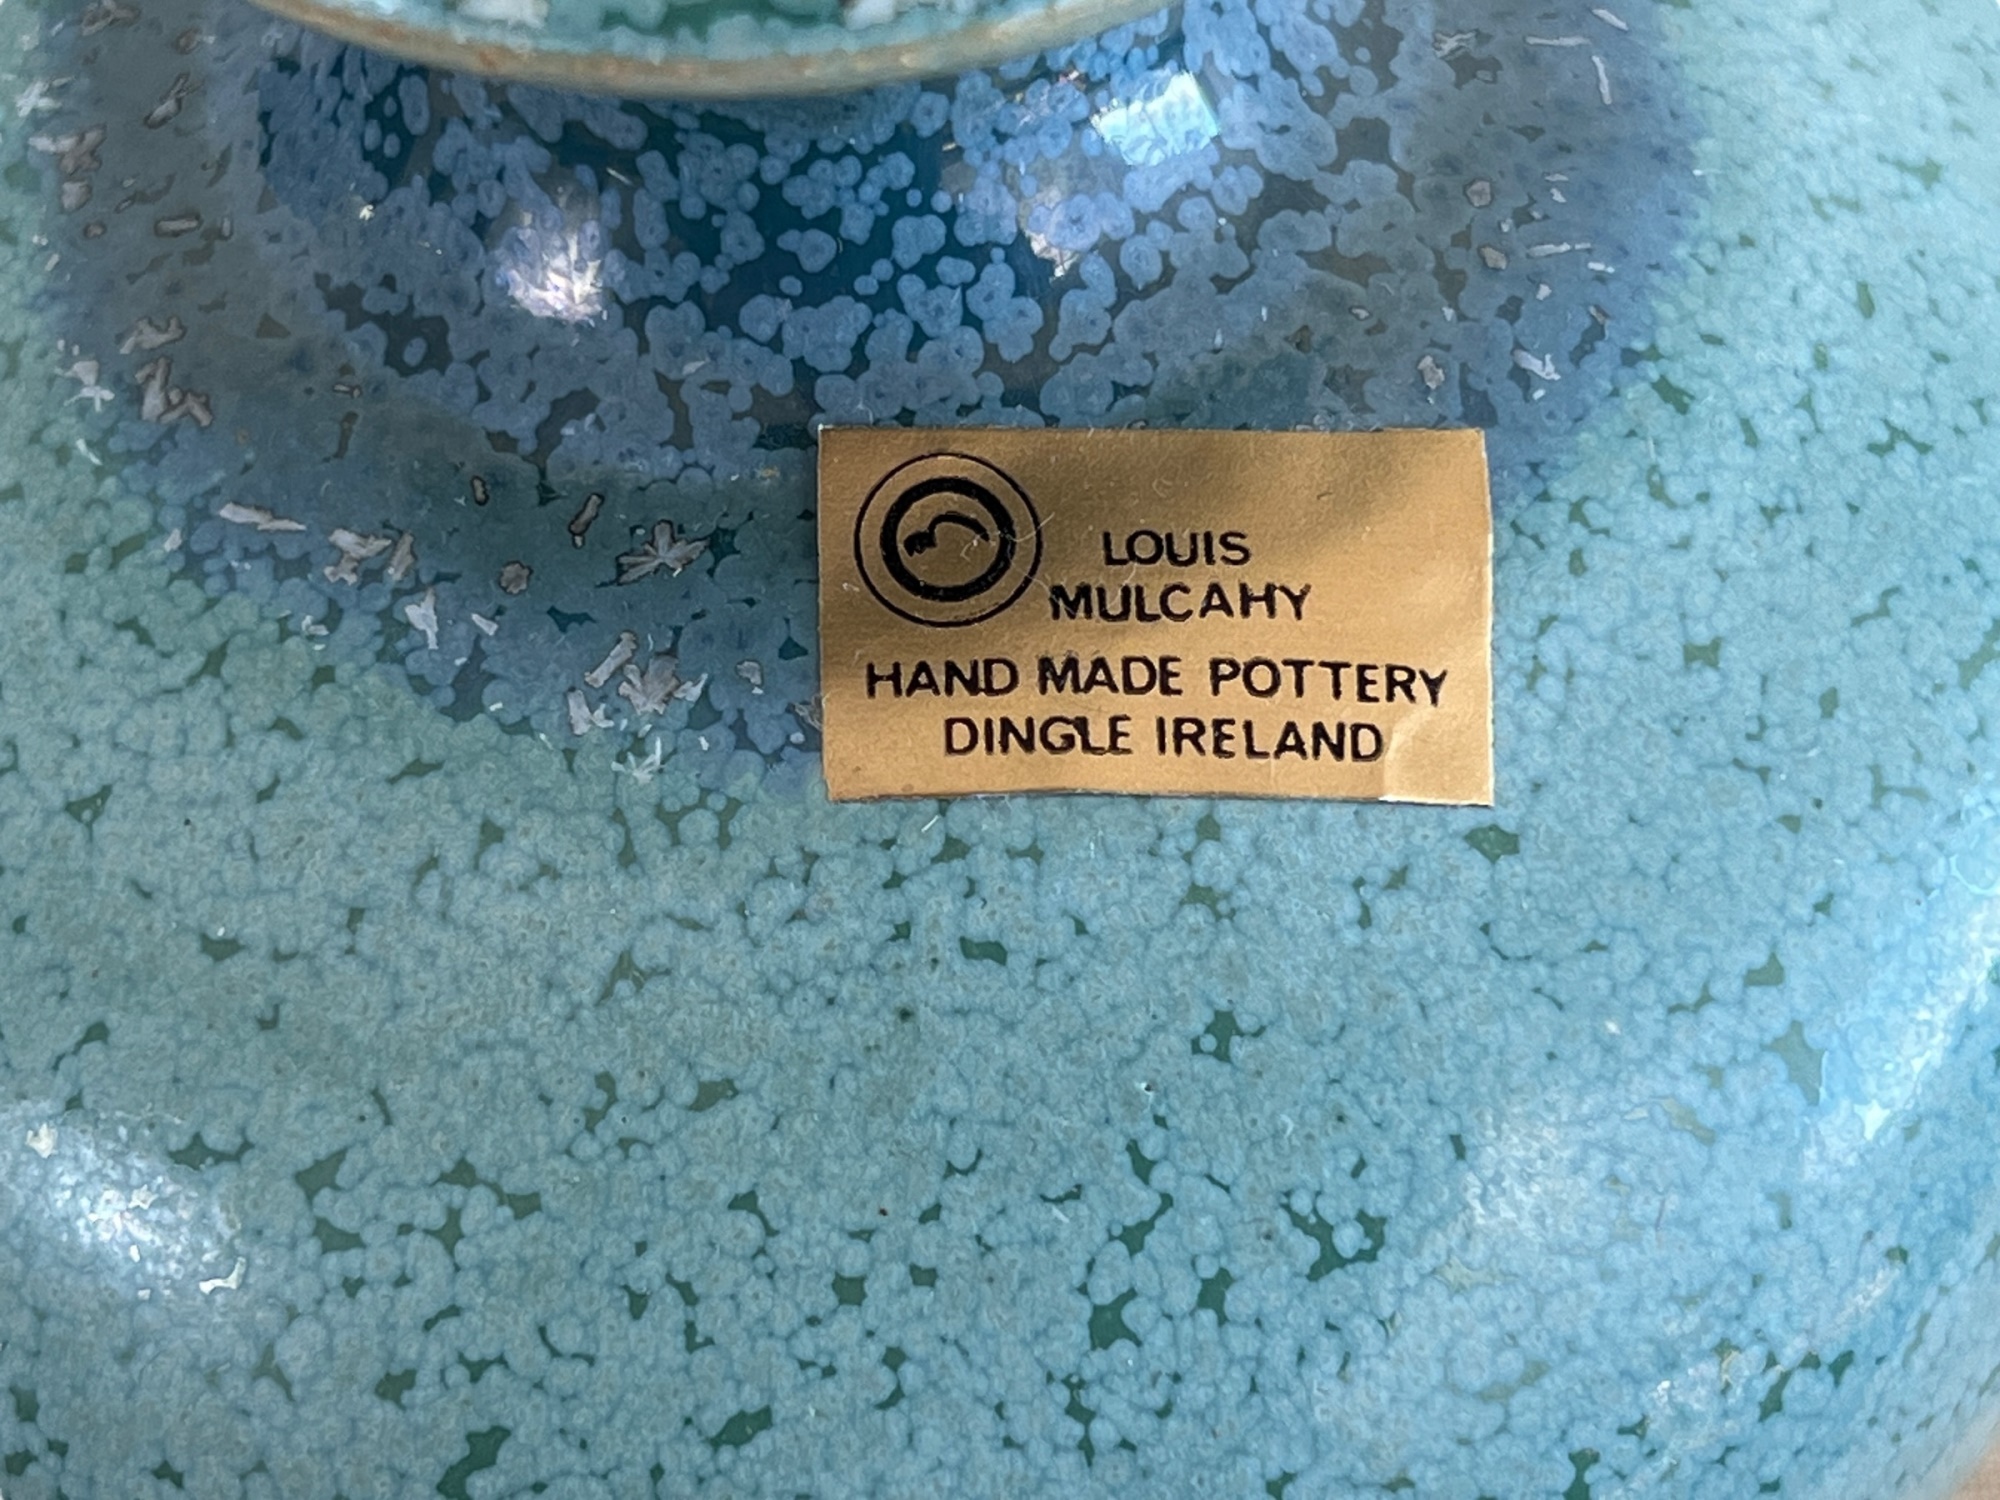 LOUIS
MULCAHY
HAND MADE POTTERY
DINGLE IRELAND